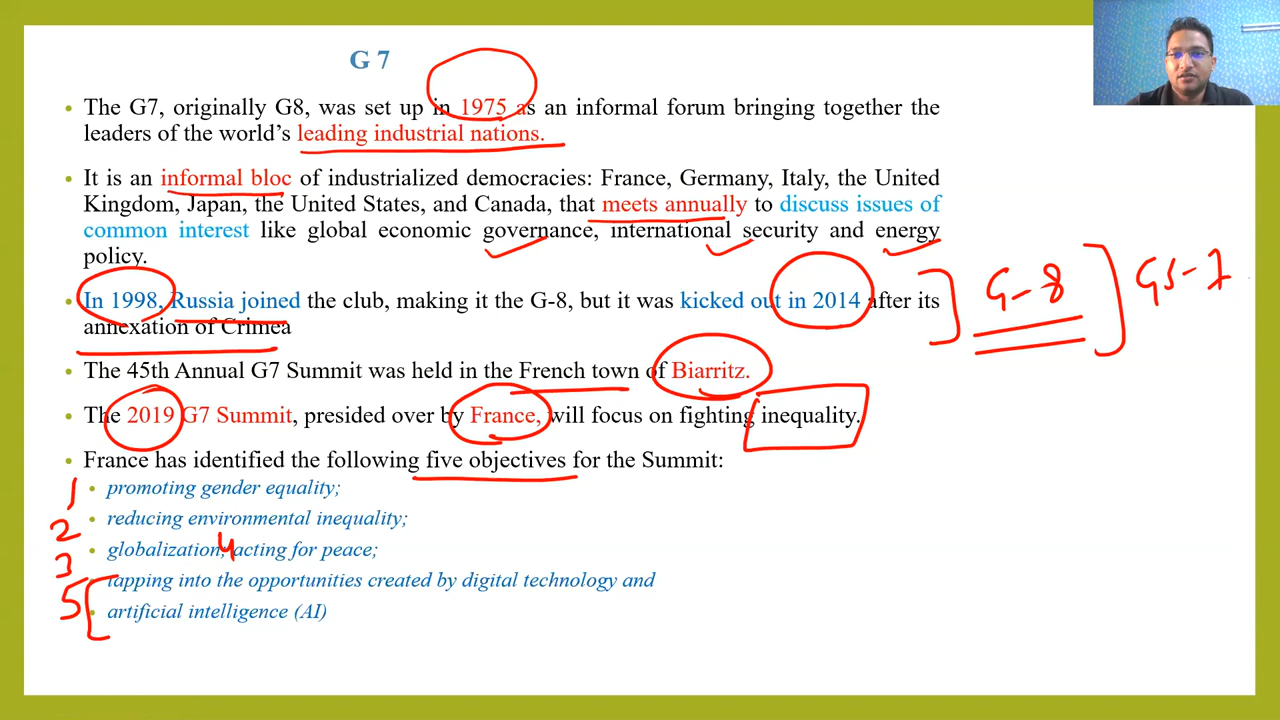 G 7
• The G7, originally G8, was set up in 1975 as an informal forum bringing together the
leaders of the world's leading industrial nations.
• It is an informal bloc of industrialized democracies: France, Germany, Italy, the United
Kingdom, Japan, the United States, and Canada, that meets annually to discuss issues of
common interest like global economic governance, international security and energy
policy.
• In 1998, Russia joined the club, making it the G-8, but it was kicked out in 2014 after its
annexation of Crimea
G-8
GS-7
• The 45th Annual G7 Summit was held in the French town of Biarritz.
• The 2019 G7 Summit, presided over by France, will focus on fighting inequality.
• France has identified the following five objectives for the Summit:
1 • promoting gender equality;
2 • reducing environmental inequality;
3 • globalization; 4 acting for peace;
5 • tapping into the opportunities created by digital technology and
• artificial intelligence (AI)